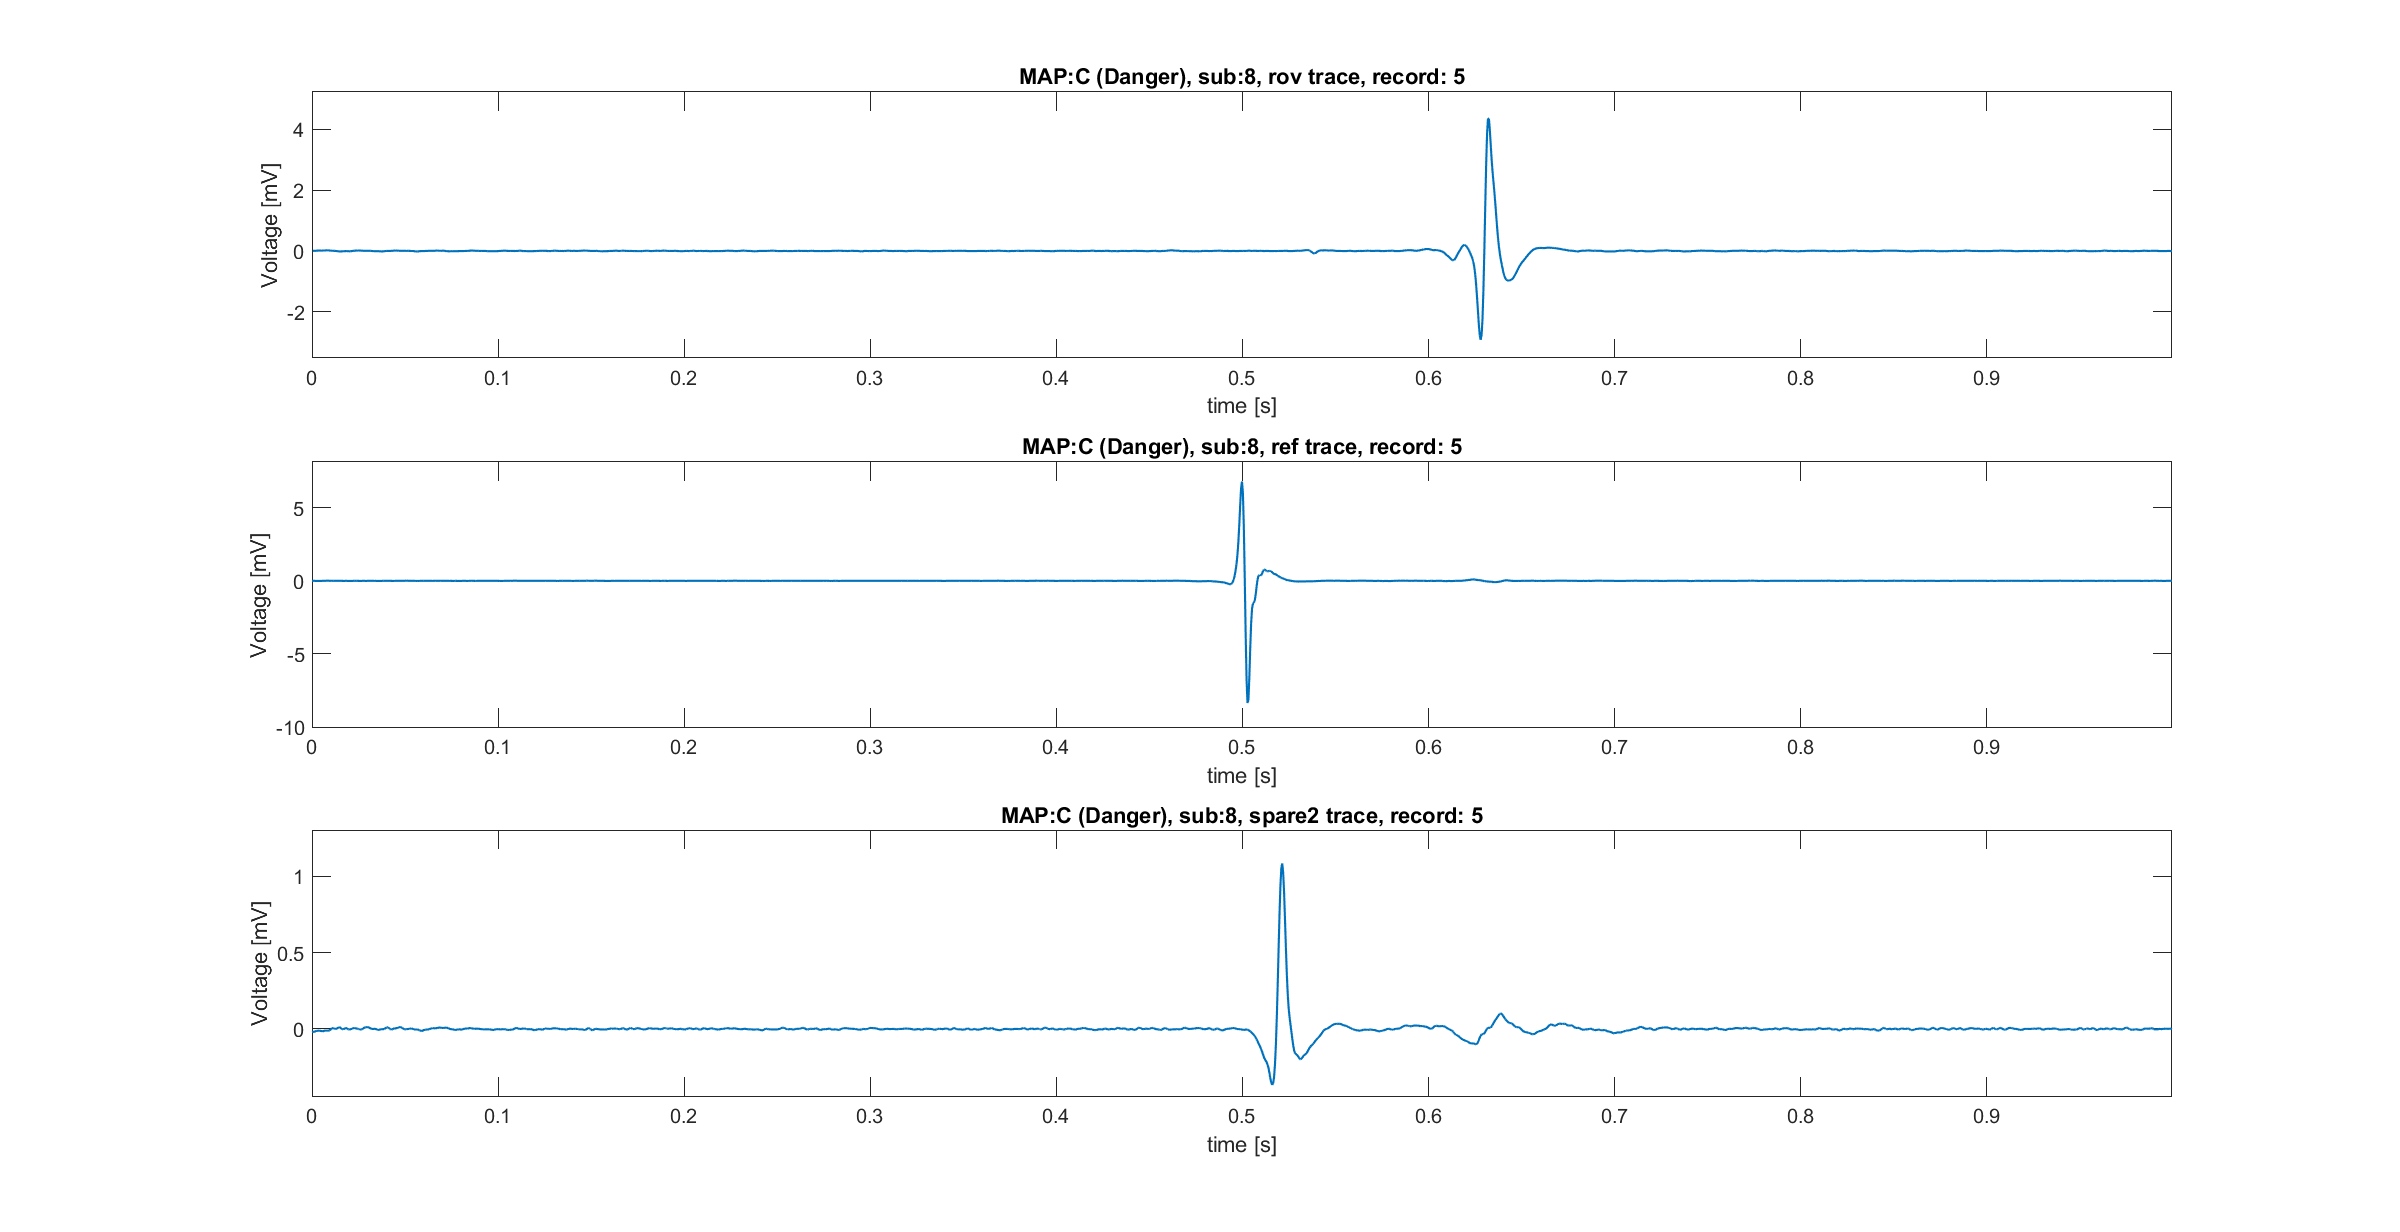 MAP:C (Danger), sub:8, rov trace, record: 5
Voltage [mV]
4
2
0
-2
0 0.1 0.2 0.3 0.4 0.5 0.6 0.7 0.8 0.9
time [s]
MAP:C (Danger), sub:8, ref trace, record: 5
Voltage [mV]
5
0
-5
-10
0 0.1 0.2 0.3 0.4 0.5 0.6 0.7 0.8 0.9
time [s]
MAP:C (Danger), sub:8, spare2 trace, record: 5
Voltage [mV]
1
0.5
0
0 0.1 0.2 0.3 0.4 0.5 0.6 0.7 0.8 0.9
time [s]